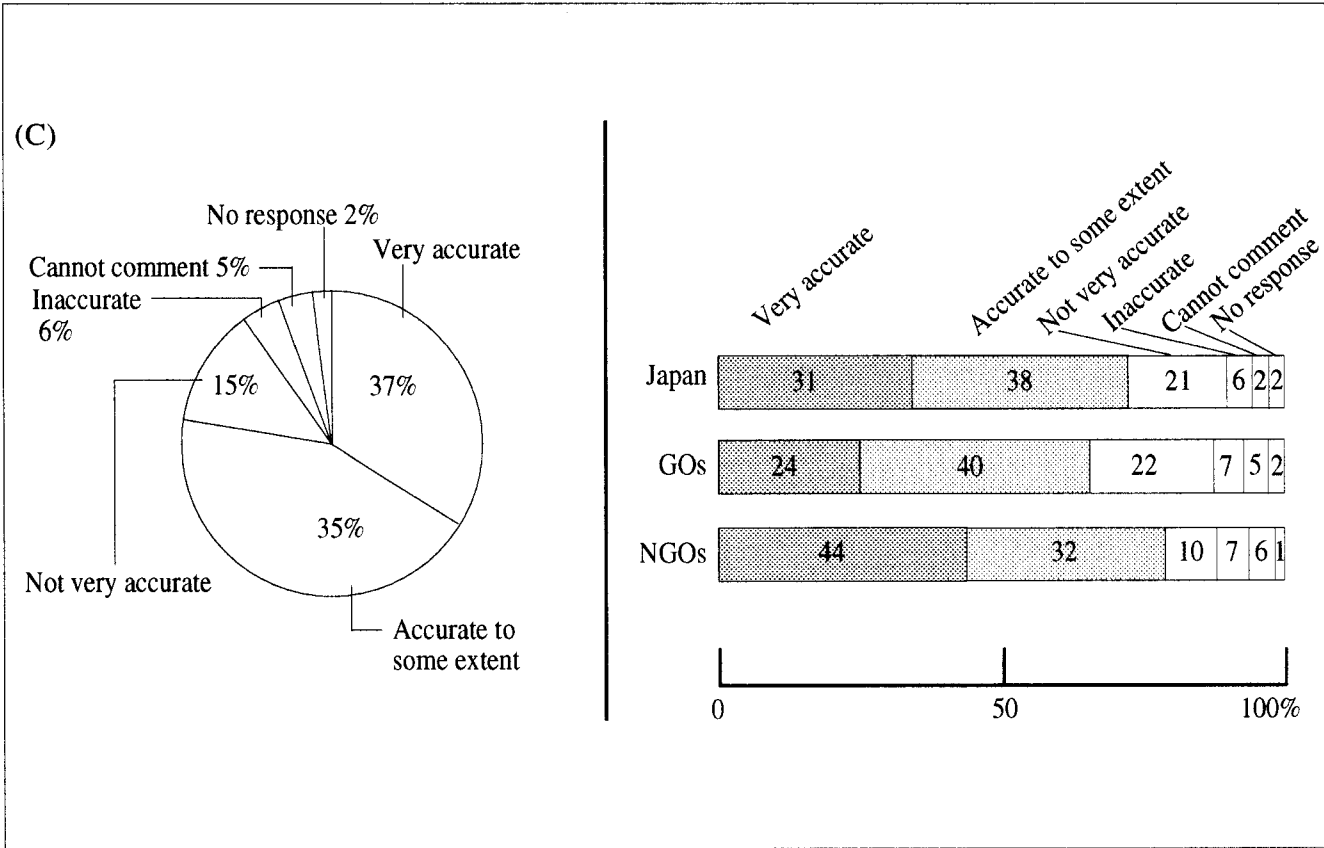 (C)
No response 2%
Very accurate
Cannot comment 5%
Inaccurate
6%
15%
37%
35%
Not very accurate
Accurate to
some extent
Very accurate
Accurate to some extent
Not very accurate
Inaccurate
Cannot comment
No response
Japan 31 38 21 6 2 2
GOs 24 40 22 7 5 2
NGOs 44 32 10 7 6 1
0 50 100%